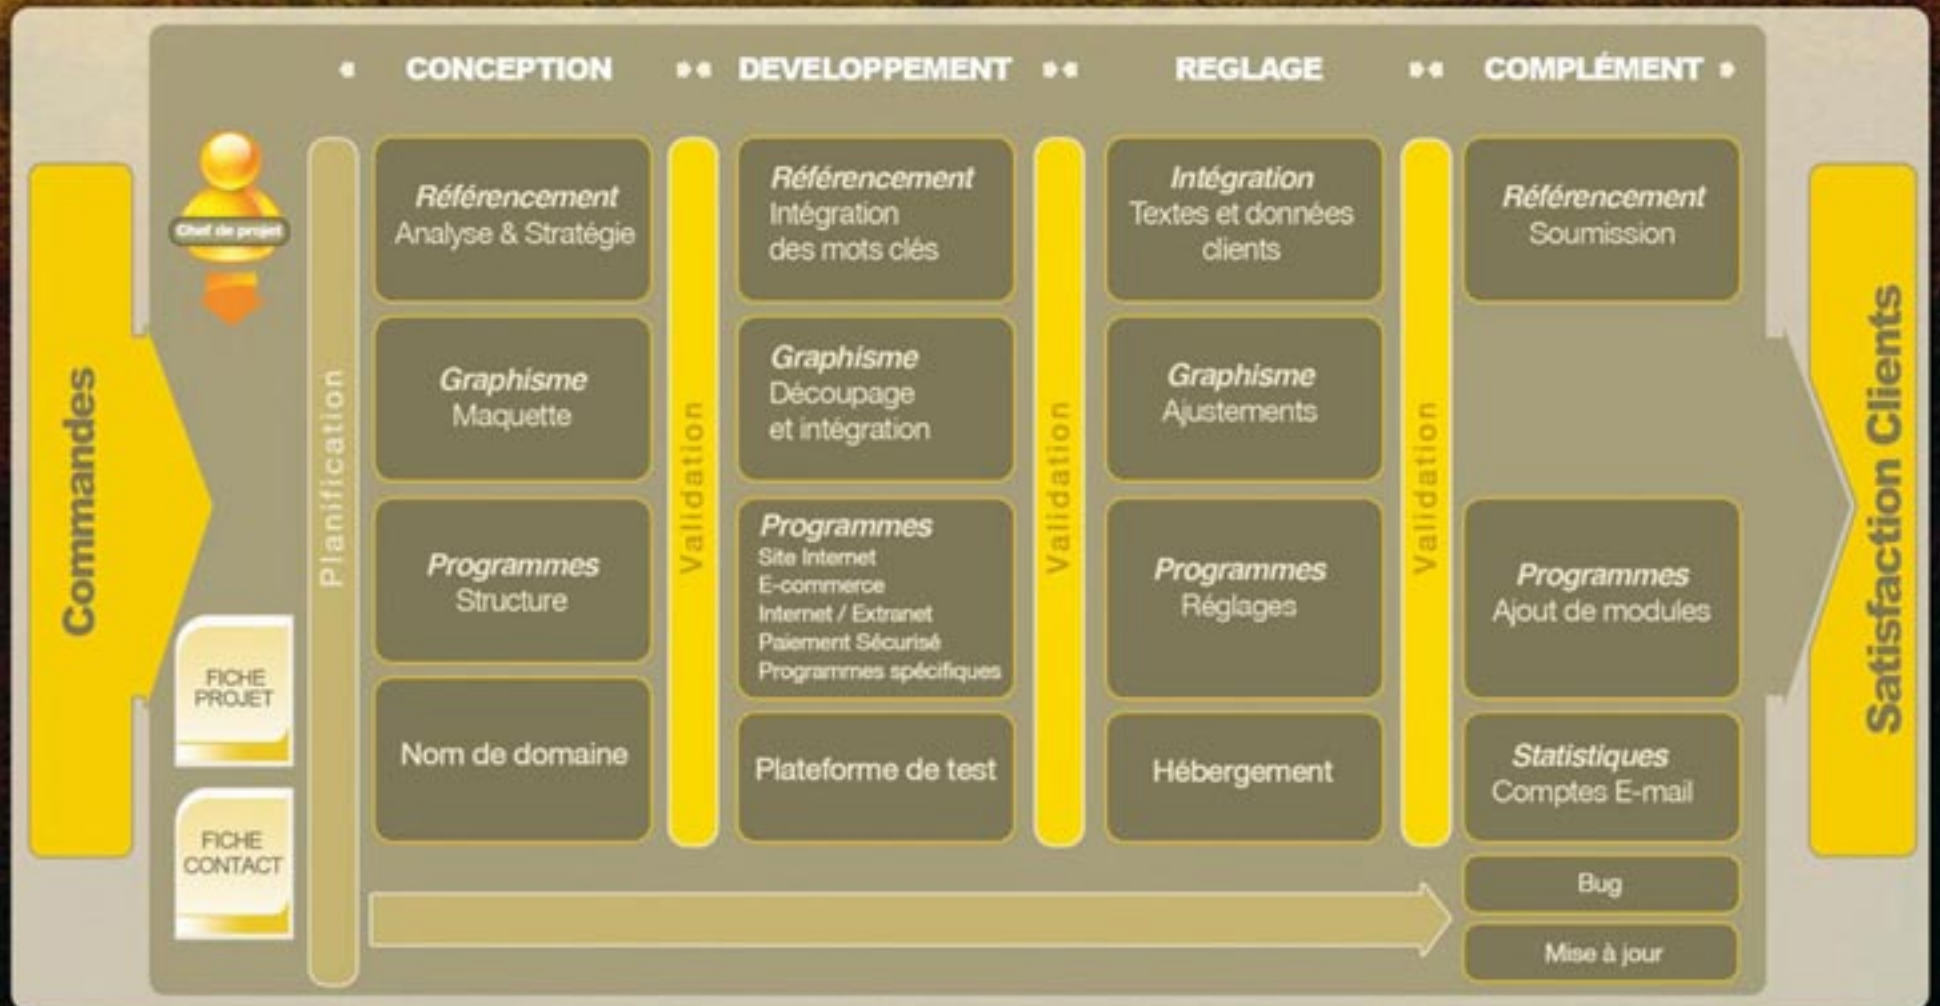 CONCEPTION
DEVELOPPEMENT
REGLAGE
COMPLÉMENT
Commandes
Chef de projet
FICHE
PROJET
FICHE
CONTACT
Planification
Référencement
Analyse & Stratégie
Graphisme
Maquette
Programmes
Structure
Nom de domaine
Validation
Référencement
Intégration
des mots clés
Graphisme
Découpage
et intégration
Programmes
Site Internet
E-commerce
Internet / Extranet
Paiement Sécurisé
Programmes spécifiques
Plateforme de test
Validation
Intégration
Textes et données
clients
Graphisme
Ajustements
Programmes
Réglages
Hébergement
Validation
Référencement
Soumission
Programmes
Ajout de modules
Statistiques
Comptes E-mail
Bug
Mise à jour
Satisfaction Clients